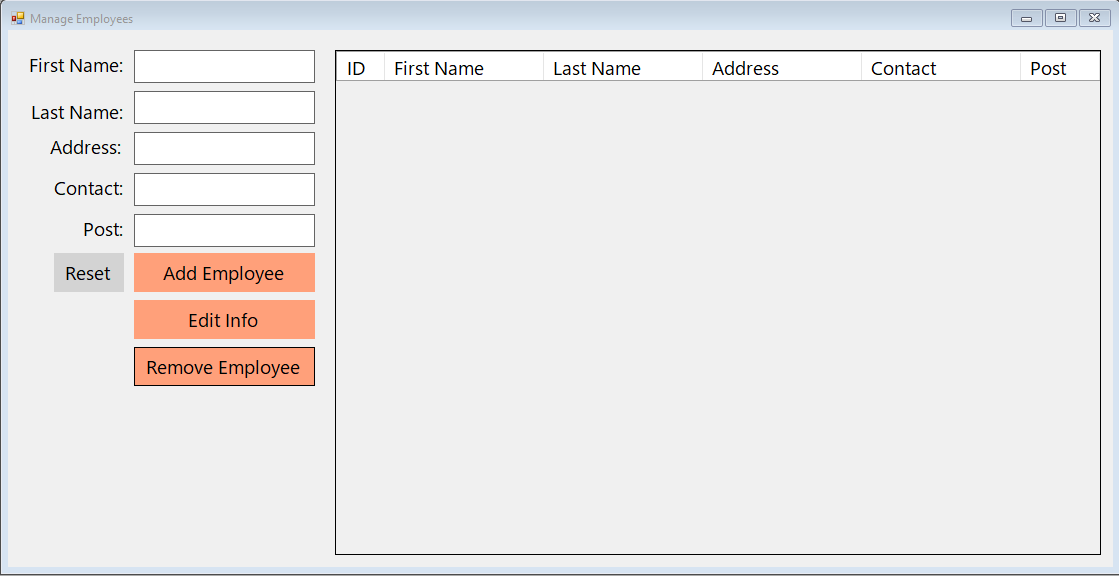 Manage Employees
First Name:
Last Name:
Address:
Contact:
Post:
Reset
Add Employee
Edit Info
Remove Employee
ID First Name Last Name Address Contact Post